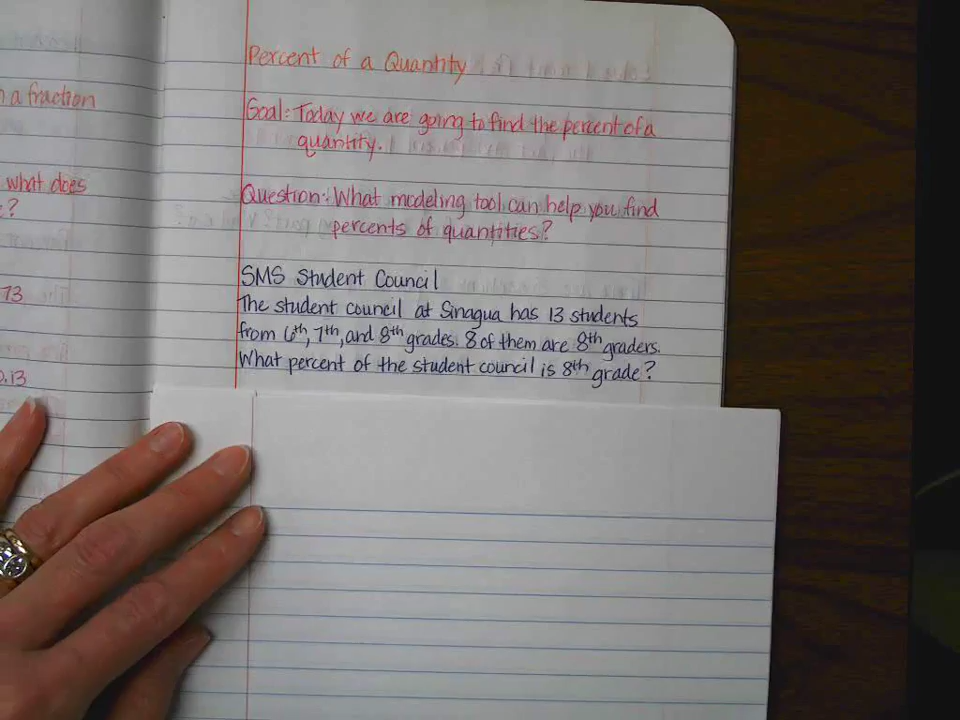 n a fraction
what does
e?
73
0.13
Percent of a Quantity
Goal: Today we are going to find the percent of a
quantity.
Question: What modeling tool can help you find
percents of quantities?
SMS Student Council
The student council at Sinagua has 13 students
from 6th, 7th, and 8th grades. 8 of them are 8th graders.
What percent of the student council is 8th grade?